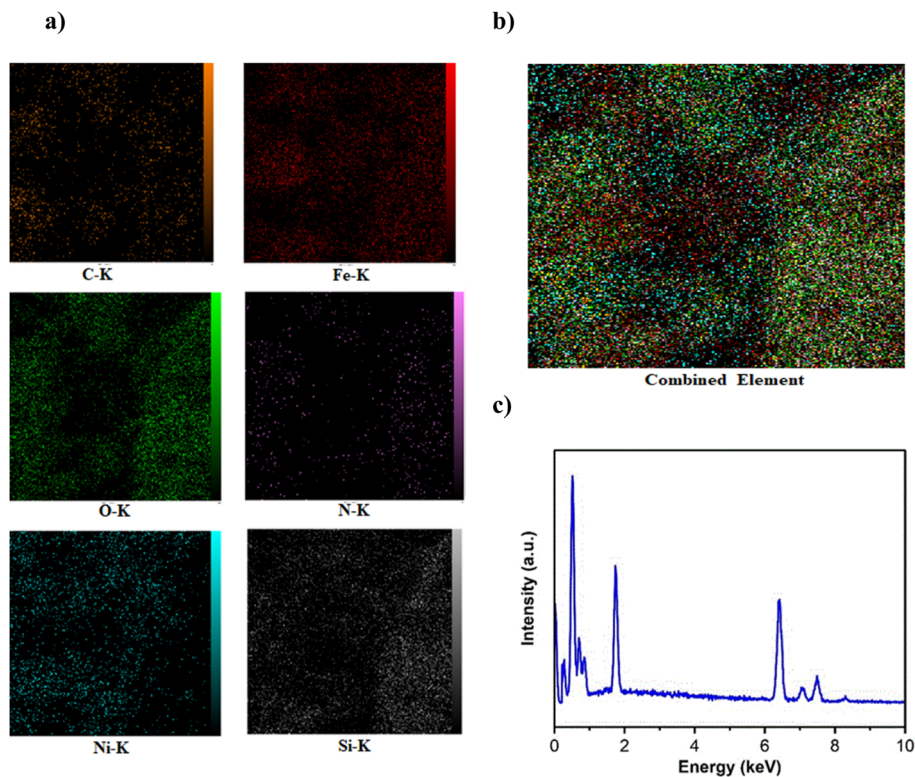 a)
C-K
Fe-K
O-K
N-K
Ni-K
Si-K
b)
Combined Element
c)
Intensity (a.u.)
0 2 4 6 8 10
Energy (keV)